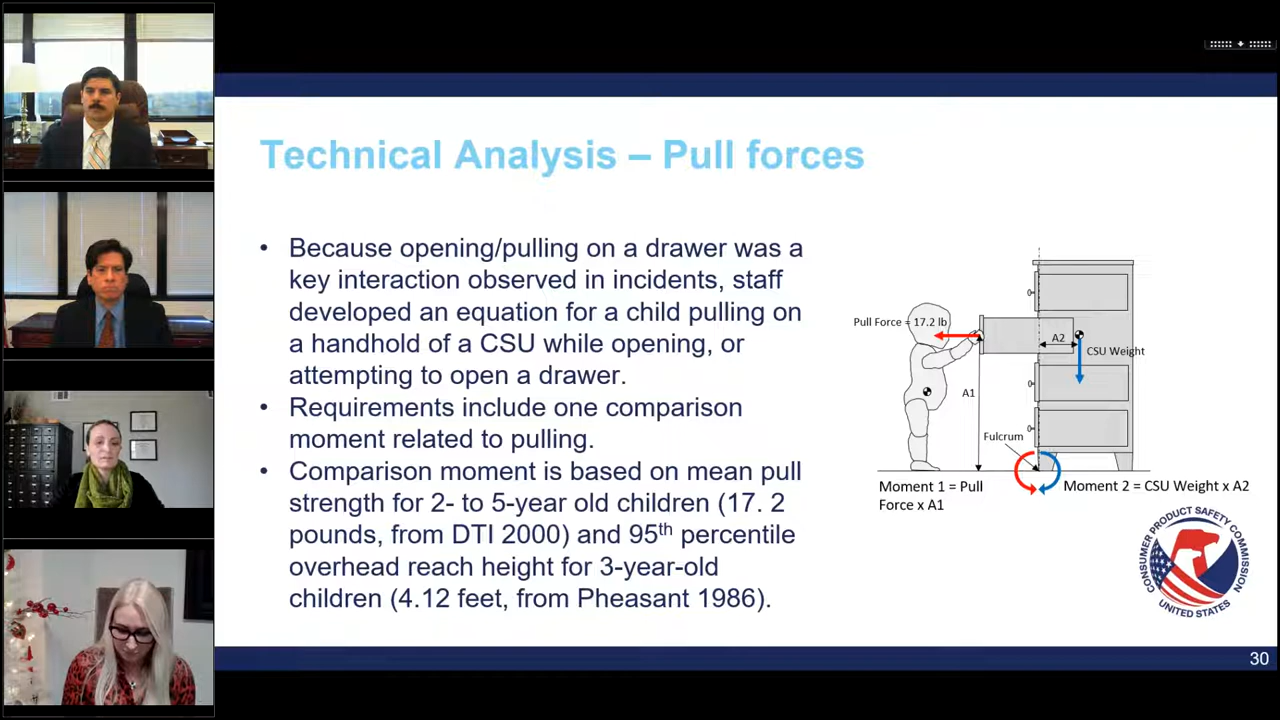 Technical Analysis – Pull forces
• Because opening/pulling on a drawer was a
key interaction observed in incidents, staff
developed an equation for a child pulling on
a handhold of a CSU while opening, or
attempting to open a drawer.
• Requirements include one comparison
moment related to pulling.
• Comparison moment is based on mean pull
strength for 2- to 5-year old children (17. 2
pounds, from DTI 2000) and 95th percentile
overhead reach height for 3-year-old
children (4.12 feet, from Pheasant 1986).
Pull Force = 17.2 lb
A2
CSU Weight
A1
Fulcrum
Moment 1 = Pull
Force x A1
Moment 2 = CSU Weight x A2
CONSUMER PRODUCT SAFETY COMMISSION
UNITED STATES
30